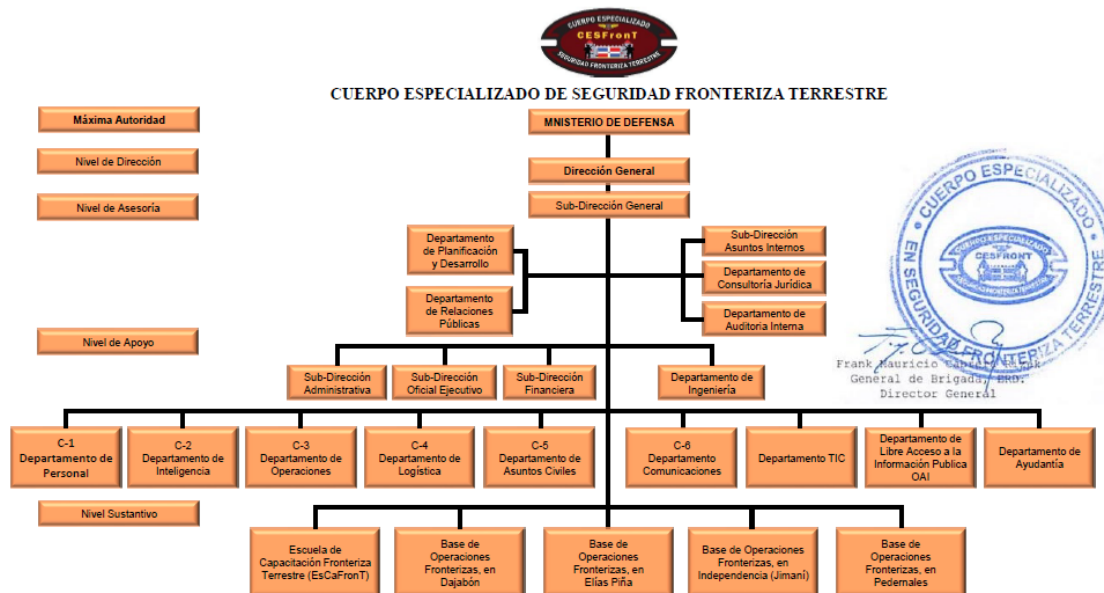 CUERPO ESPECIALIZADO
CESFronT
SEGURIDAD FRONTERIZA TERRESTRE
CUERPO ESPECIALIZADO DE SEGURIDAD FRONTERIZA TERRESTRE
Máxima Autoridad
MNISTERIO DE DEFENSA
Nivel de Dirección
Dirección General
Nivel de Asesoría
Sub-Dirección General
Departamento
de Planificación
y Desarrollo
Sub-Dirección
Asuntos Internos
Departamento de
Consultoría Jurídica
Departamento
de Relaciones
Públicas
Departamento de
Auditoria Interna
CUERPO ESPECIALIZADO
EN SEGURIDAD FRONTERIZA TERRESTRE
CUERPO ESPECIALIZADO
CESFRONT
SEGURIDAD FRONTERIZA TERRESTRE
Frank Mauricio Cabrera
General de Brigada, ERD.
Director General
Nivel de Apoyo
Sub-Dirección
Administrativa
Sub-Dirección
Oficial Ejecutivo
Sub-Dirección
Financiera
Departamento de
Ingeniería
C-1
Departamento de
Personal
C-2
Departamento de
Inteligencia
C-3
Departamento de
Operaciones
C-4
Departamento de
Logística
C-5
Departamento de
Asuntos Civiles
C-6
Departamento
Comunicaciones
Departamento TIC
Departamento de
Libre Acceso a la
Información Publica
OAI
Departamento de
Ayudantía
Nivel Sustantivo
Escuela de
Capacitación Fronteriza
Terrestre (EsCaFronT)
Base de
Operaciones
Fronterizas, en
Dajabón
Base de
Operaciones
Fronterizas, en
Elías Piña
Base de Operaciones
Fronterizas, en
Independencia (Jimaní)
Base de
Operaciones
Fronterizas, en
Pedernales